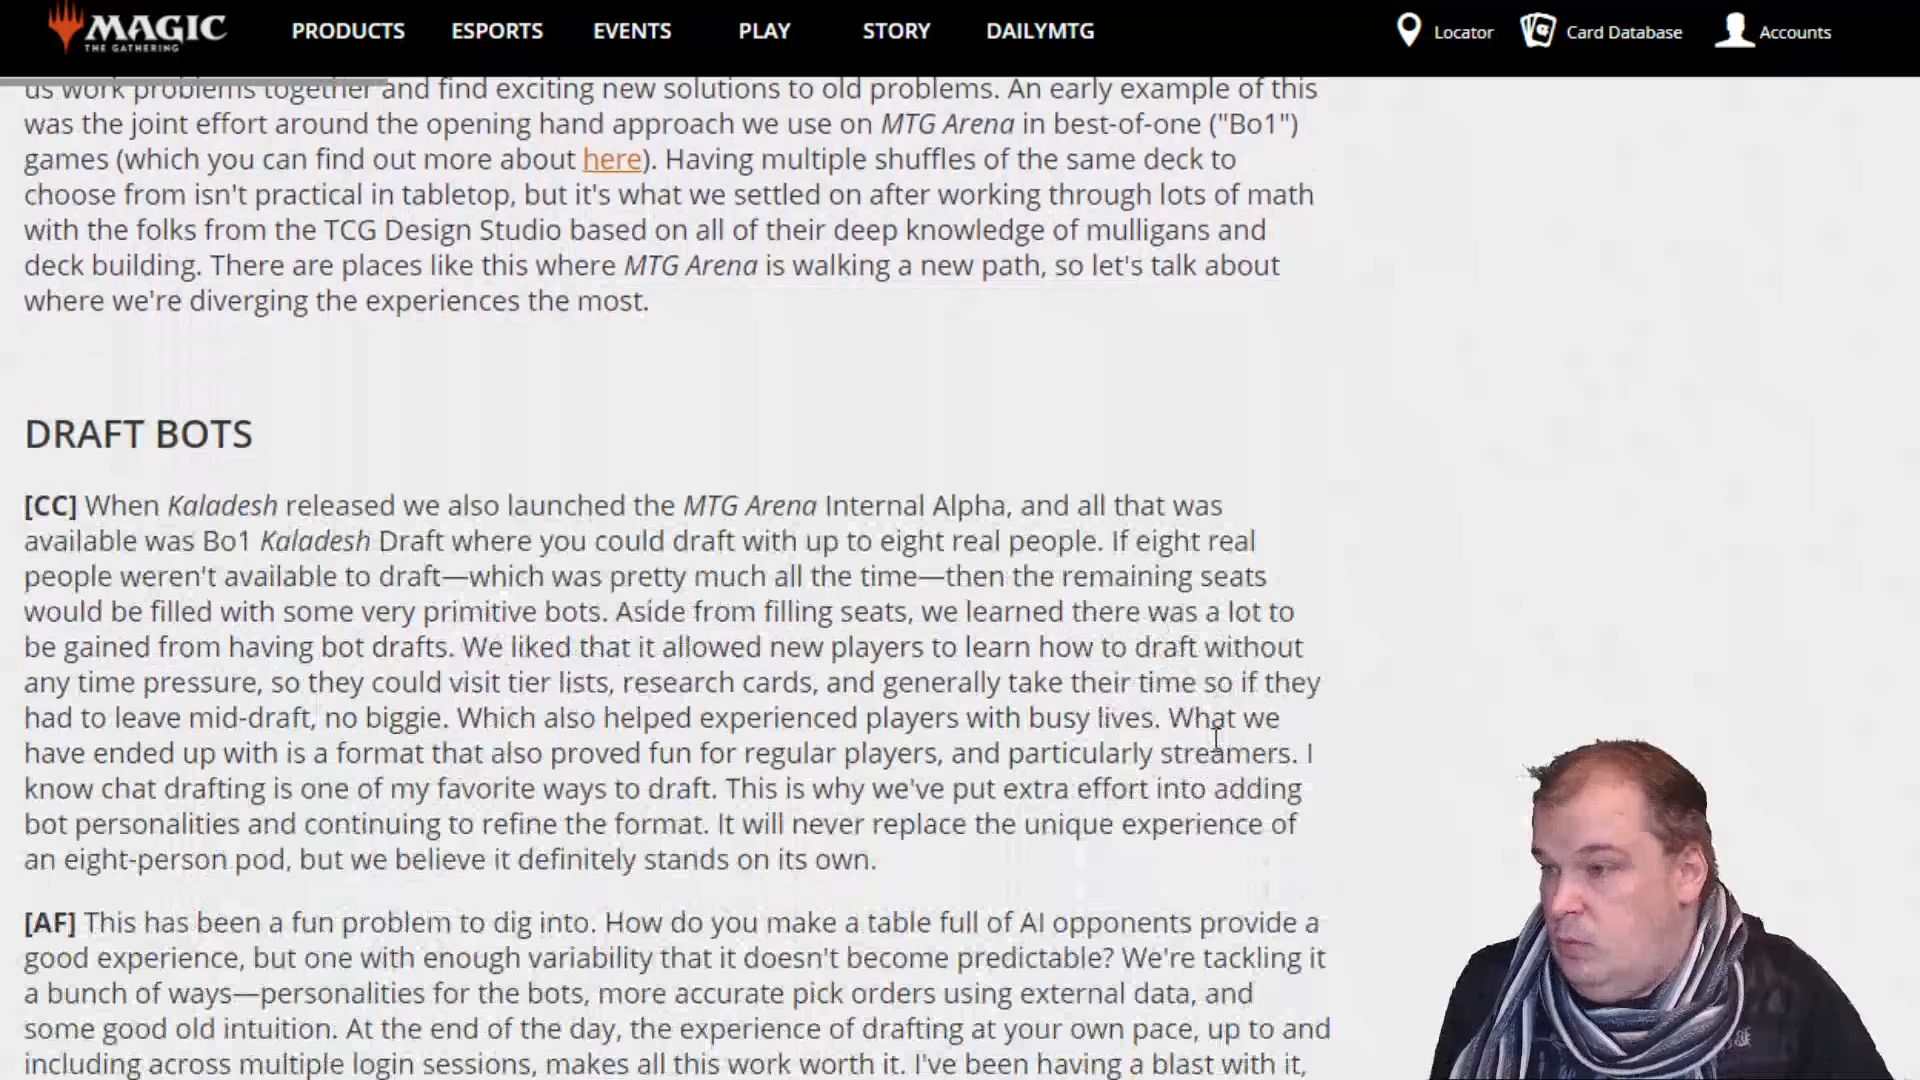 MAGIC
THE GATHERING
PRODUCTS
ESPORTS
EVENTS
PLAY
STORY
DAILYMTG
Locator
Card Database
Accounts
us work problems together and find exciting new solutions to old problems. An early example of this
was the joint effort around the opening hand approach we use on MTG Arena in best-of-one ("Bo1")
games (which you can find out more about here). Having multiple shuffles of the same deck to
choose from isn't practical in tabletop, but it's what we settled on after working through lots of math
with the folks from the TCG Design Studio based on all of their deep knowledge of mulligans and
deck building. There are places like this where MTG Arena is walking a new path, so let's talk about
where we're diverging the experiences the most.
DRAFT BOTS
[CC] When Kaladesh released we also launched the MTG Arena Internal Alpha, and all that was
available was Bo1 Kaladesh Draft where you could draft with up to eight real people. If eight real
people weren't available to draft—which was pretty much all the time—then the remaining seats
would be filled with some very primitive bots. Aside from filling seats, we learned there was a lot to
be gained from having bot drafts. We liked that it allowed new players to learn how to draft without
any time pressure, so they could visit tier lists, research cards, and generally take their time so if they
had to leave mid-draft, no biggie. Which also helped experienced players with busy lives. What we
have ended up with is a format that also proved fun for regular players, and particularly streamers. I
know chat drafting is one of my favorite ways to draft. This is why we've put extra effort into adding
bot personalities and continuing to refine the format. It will never replace the unique experience of
an eight-person pod, but we believe it definitely stands on its own.
[AF] This has been a fun problem to dig into. How do you make a table full of AI opponents provide a
good experience, but one with enough variability that it doesn't become predictable? We're tackling it
a bunch of ways—personalities for the bots, more accurate pick orders using external data, and
some good old intuition. At the end of the day, the experience of drafting at your own pace, up to and
including across multiple login sessions, makes all this work worth it. I've been having a blast with it,